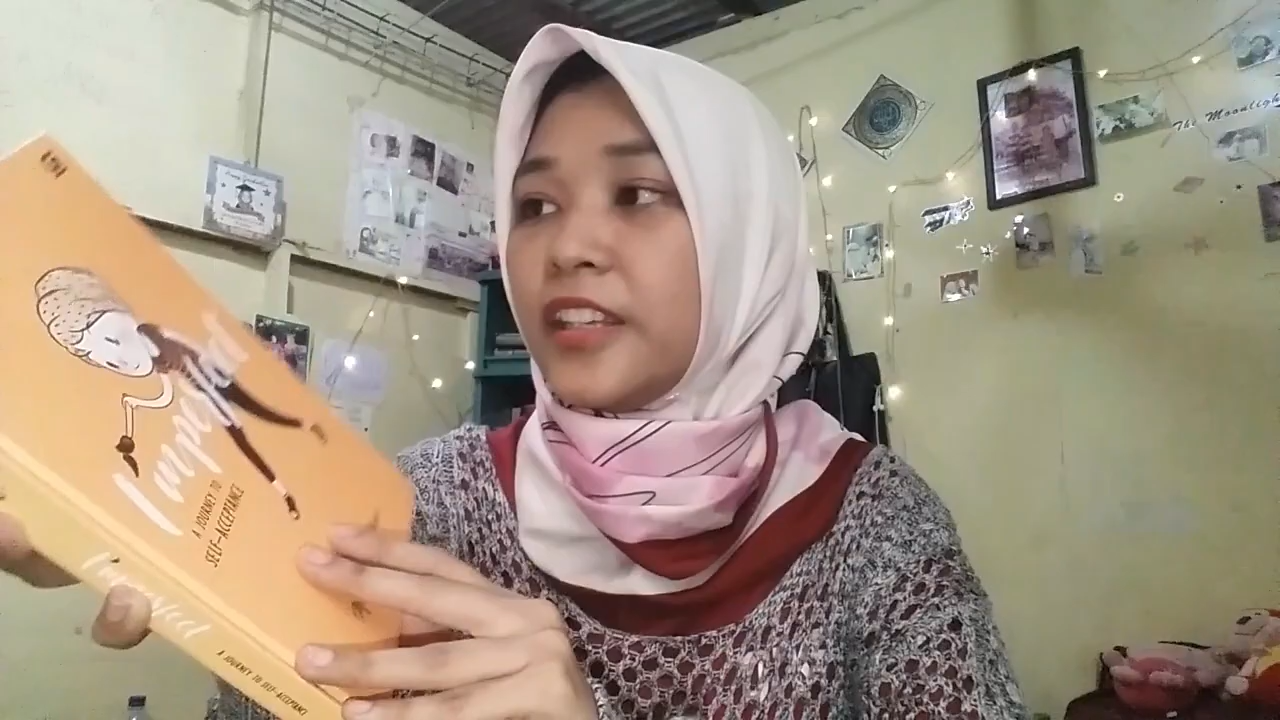 Imperfect
A JOURNEY TO
SELF-ACCEPTANCE
Imperfect
A JOURNEY TO SELF-ACCEPTANCE
The Moonlight